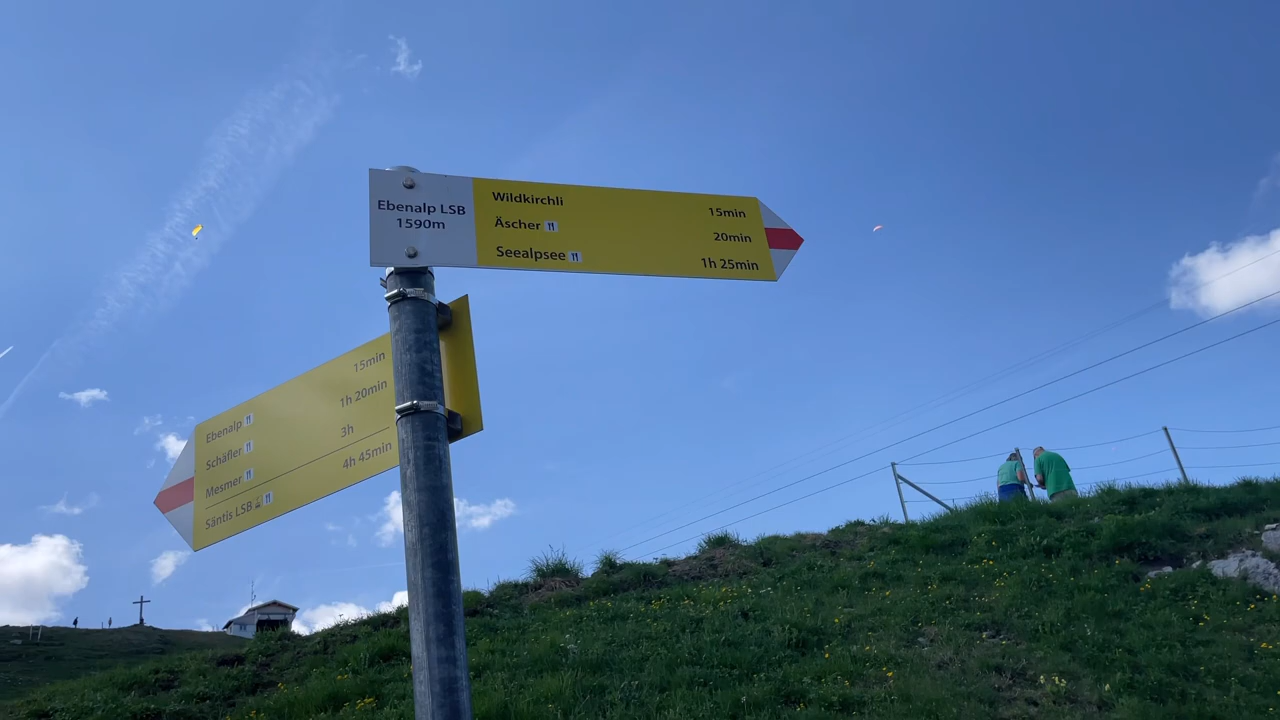 Ebenalp LSB
1590m
Wildkirchli 15min
Äscher 20min
Seealpsee 1h 25min
Ebenalp 15min
Schäfler 1h 20min
Mesmer 3h
Säntis LSB 4h 45min